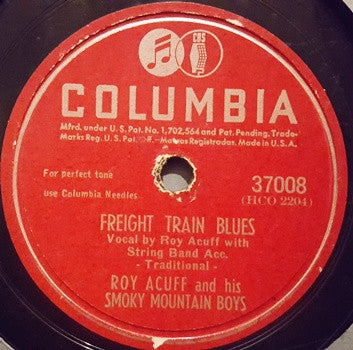 CBS
COLUMBIA
Mfrd. under U. S. Pat. No. 1,702,564 and Pat. Pending. Trade-
Marks Reg. U. S. Pat. Marcas Registradas. Made in U. S. A.
For perfect tone
use Columbia Needles
37008
(HCO 2204)
FREIGHT TRAIN BLUES
Vocal by Roy Acuff with
String Band Acc.
- Traditional -
ROY ACUFF and his
SMOKY MOUNTAIN BOYS